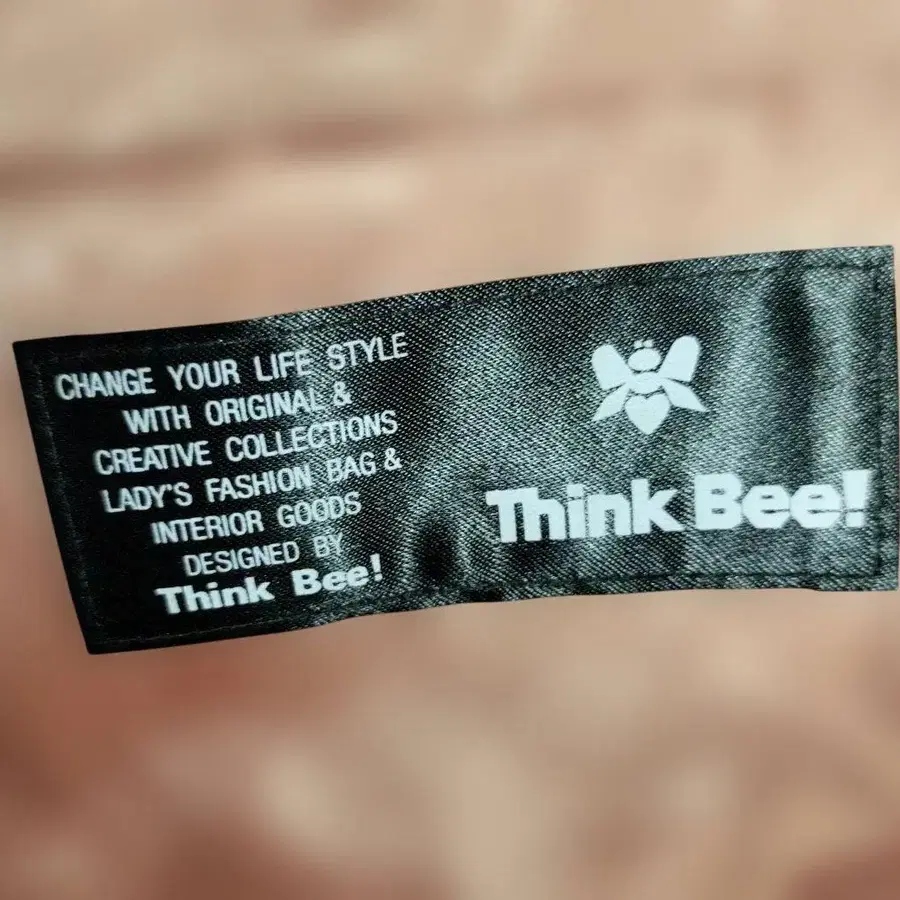 CHANGE YOUR LIFE STYLE
WITH ORIGINAL &
CREATIVE COLLECTIONS
LADY'S FASHION BAG &
INTERIOR GOODS
DESIGNED BY
Think Bee!
Think Bee!